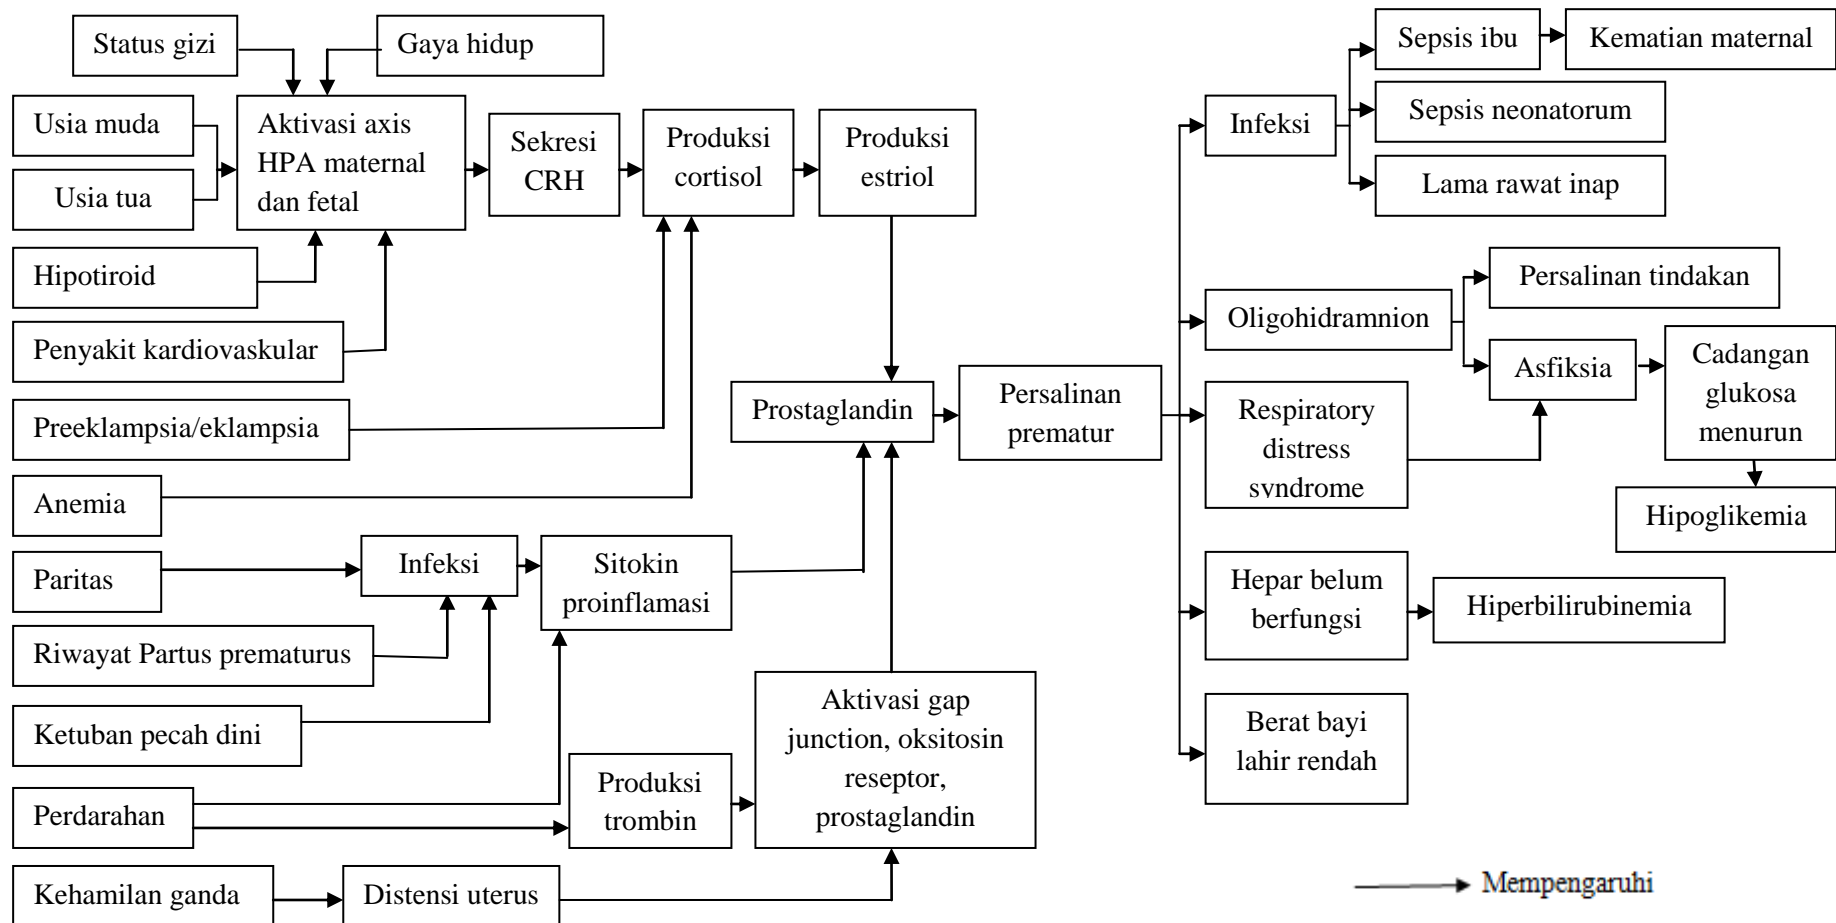 Status gizi
Gaya hidup
Usia muda
Usia tua
Aktivasi axis
HPA maternal
dan fetal
Sekresi
CRH
Produksi
cortisol
Produksi
estriol
Hipotiroid
Penyakit kardiovaskular
Preeklampsia/eklampsia
Anemia
Paritas
Infeksi
Sitokin
proinflamasi
Riwayat Partus prematurus
Ketuban pecah dini
Perdarahan
Produksi
trombin
Aktivasi gap
junction, oksitosin
reseptor,
prostaglandin
Kehamilan ganda
Distensi uterus
Prostaglandin
Persalinan
prematur
Infeksi
Sepsis ibu
Kematian maternal
Sepsis neonatorum
Lama rawat inap
Oligohidramnion
Persalinan tindakan
Asfiksia
Cadangan
glukosa
menurun
Hipoglikemia
Respiratory
distress
syndrome
Hepar belum
berfungsi
Hiperbilirubinemia
Berat bayi
lahir rendah
Mempengaruhi